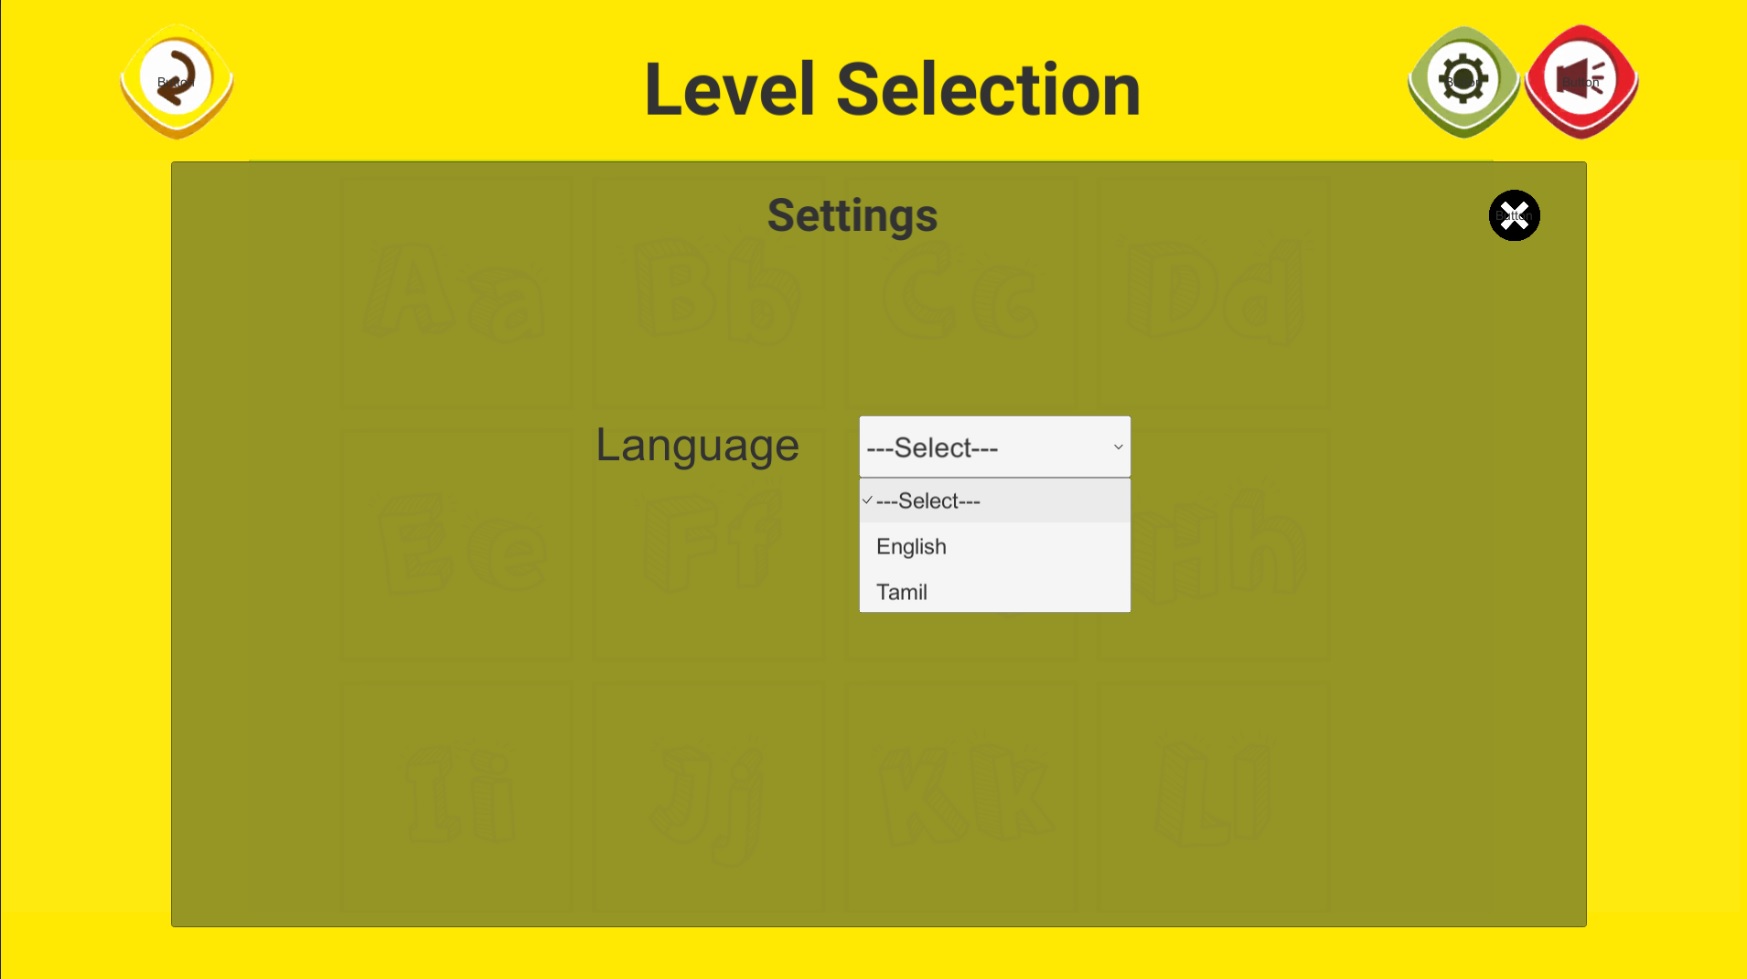 Button
Level Selection
Button
Button
Settings
Button
Aa
Bb
Cc
Dd
Language
---Select---
---Select---
English
Tamil
Ee
Ff
Hh
Ii
Jj
Kk
Ll